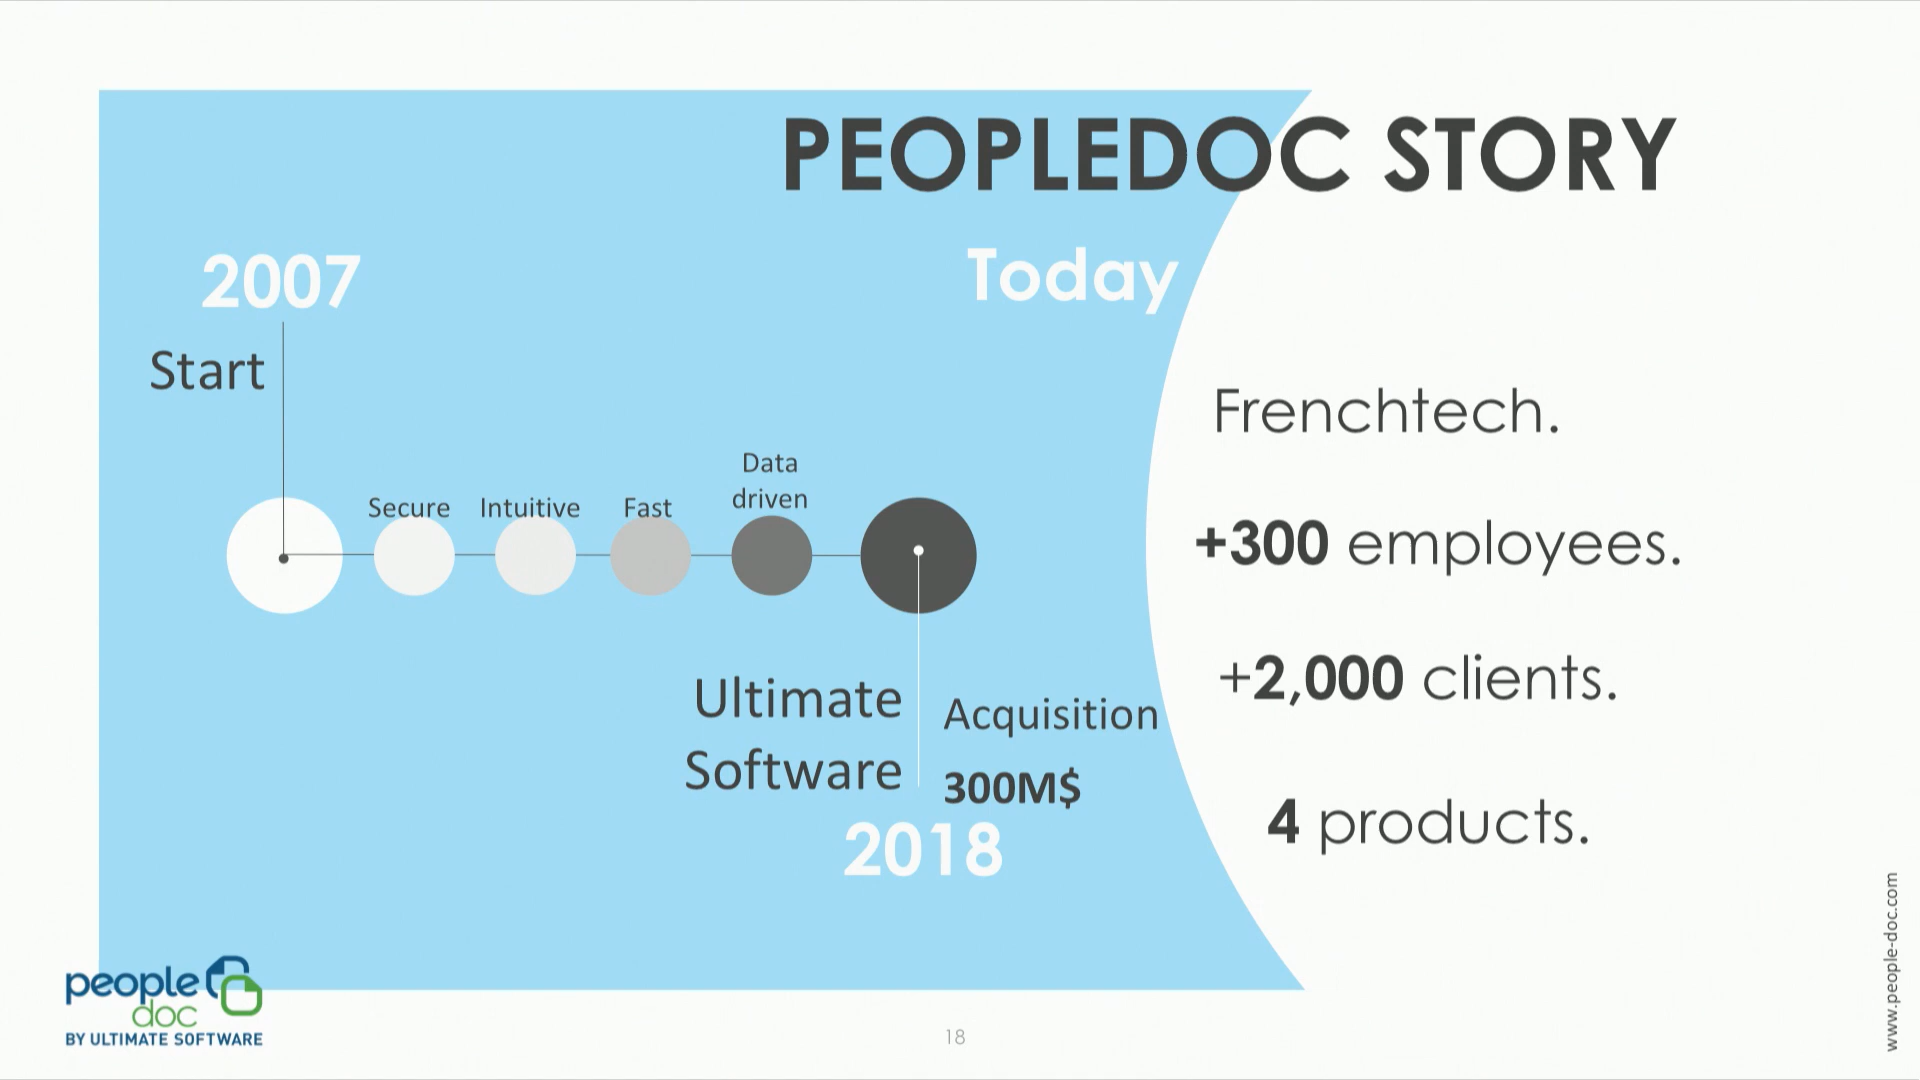 PEOPLEDOC STORY
2007
Today
Start
Frenchtech.
Secure
Intuitive
Fast
Data
driven
+300 employees.
+2,000 clients.
Ultimate
Software
Acquisition
300M$
2018
4 products.
people
doc
BY ULTIMATE SOFTWARE
18
www.people-doc.com